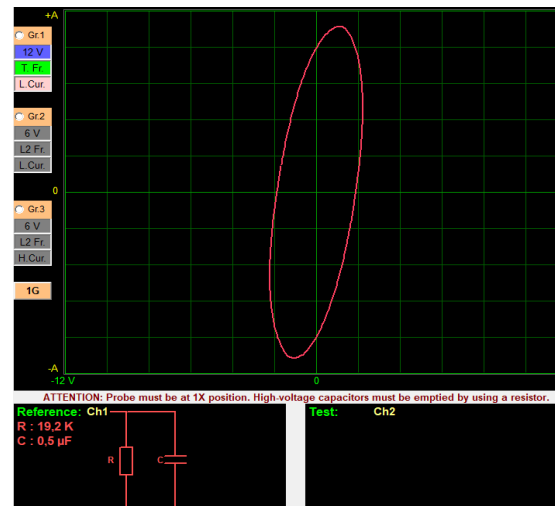 +A
Gr.1
12 V
T. Fr.
L.Cur.
Gr.2
6 V
L2 Fr.
L.Cur.
0
Gr.3
6 V
L2 Fr.
H.Cur.
1G
-A
-12 V
0
ATTENTION: Probe must be at 1X position. High-voltage capacitors must be emptied by using a resistor.
Reference: Ch1
R : 19,2 K
C : 0,5 µF
R
C
Test: Ch2